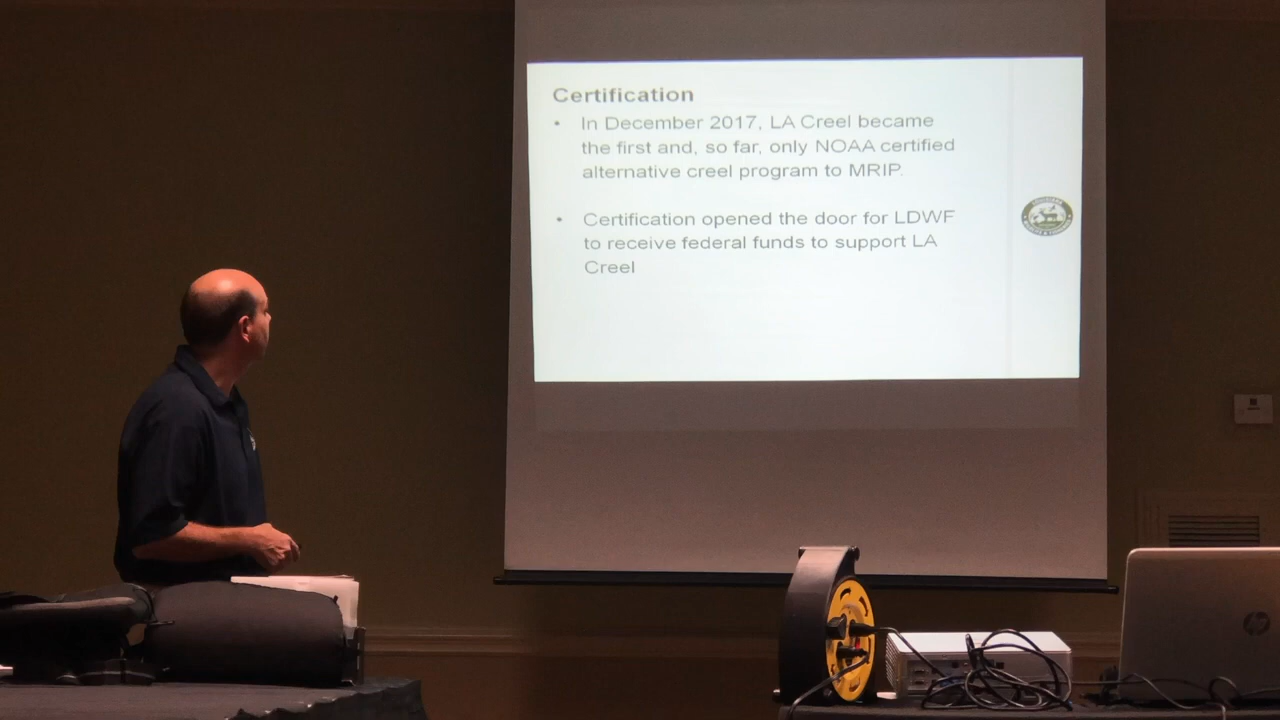 Certification
• In December 2017, LA Creel became
the first and, so far, only NOAA certified
alternative creel program to MRIP.
• Certification opened the door for LDWF
to receive federal funds to support LA
Creel
hp